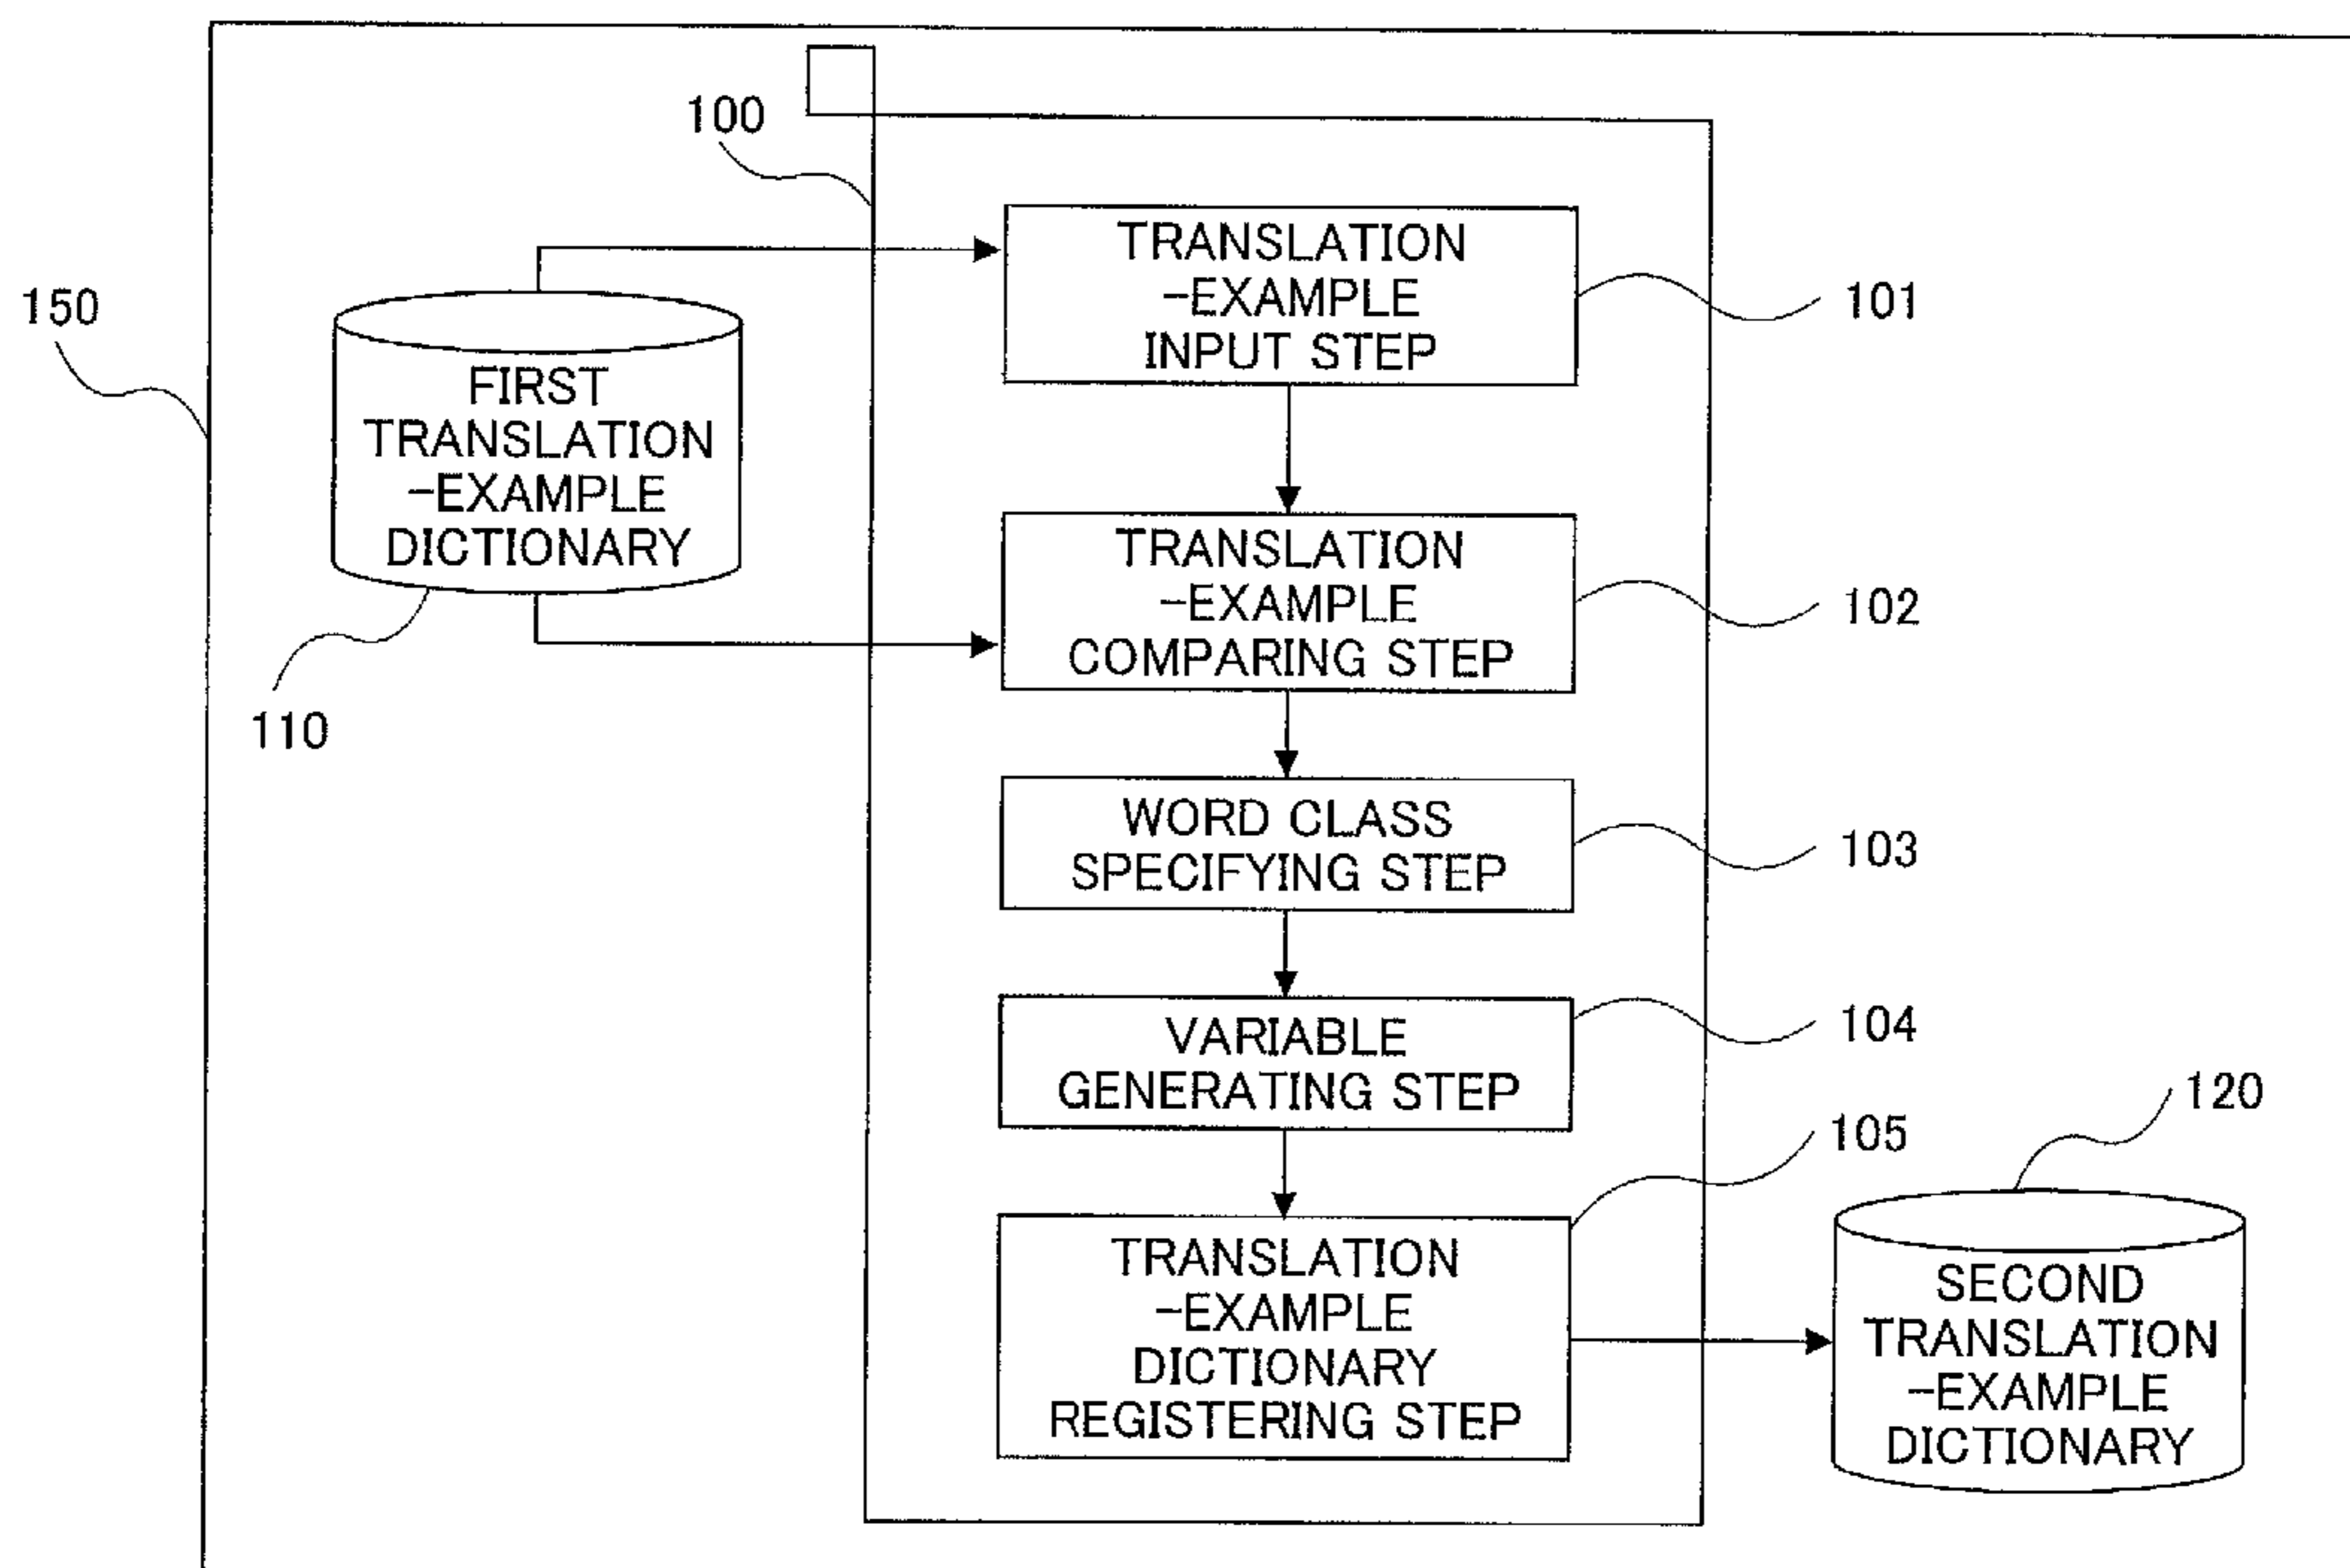 100
TRANSLATION
-EXAMPLE
INPUT STEP
101
150
FIRST
TRANSLATION
-EXAMPLE
DICTIONARY
110
TRANSLATION
-EXAMPLE
COMPARING STEP
102
WORD CLASS
SPECIFYING STEP
103
VARIABLE
GENERATING STEP
104
TRANSLATION
-EXAMPLE
DICTIONARY
REGISTERING STEP
105
120
SECOND
TRANSLATION
-EXAMPLE
DICTIONARY